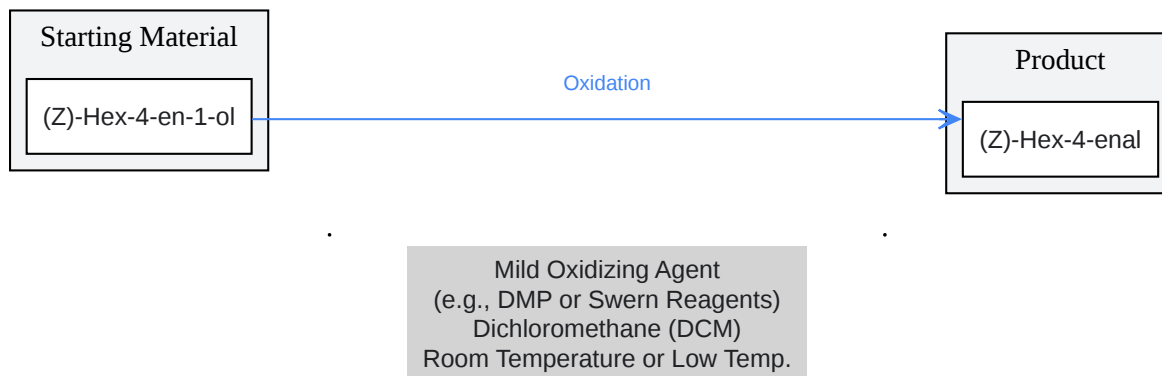 Starting Material
(Z)-Hex-4-en-1-ol
Oxidation
Product
(Z)-Hex-4-enal
.
.
Mild Oxidizing Agent
(e.g., DMP or Swern Reagents)
Dichloromethane (DCM)
Room Temperature or Low Temp.